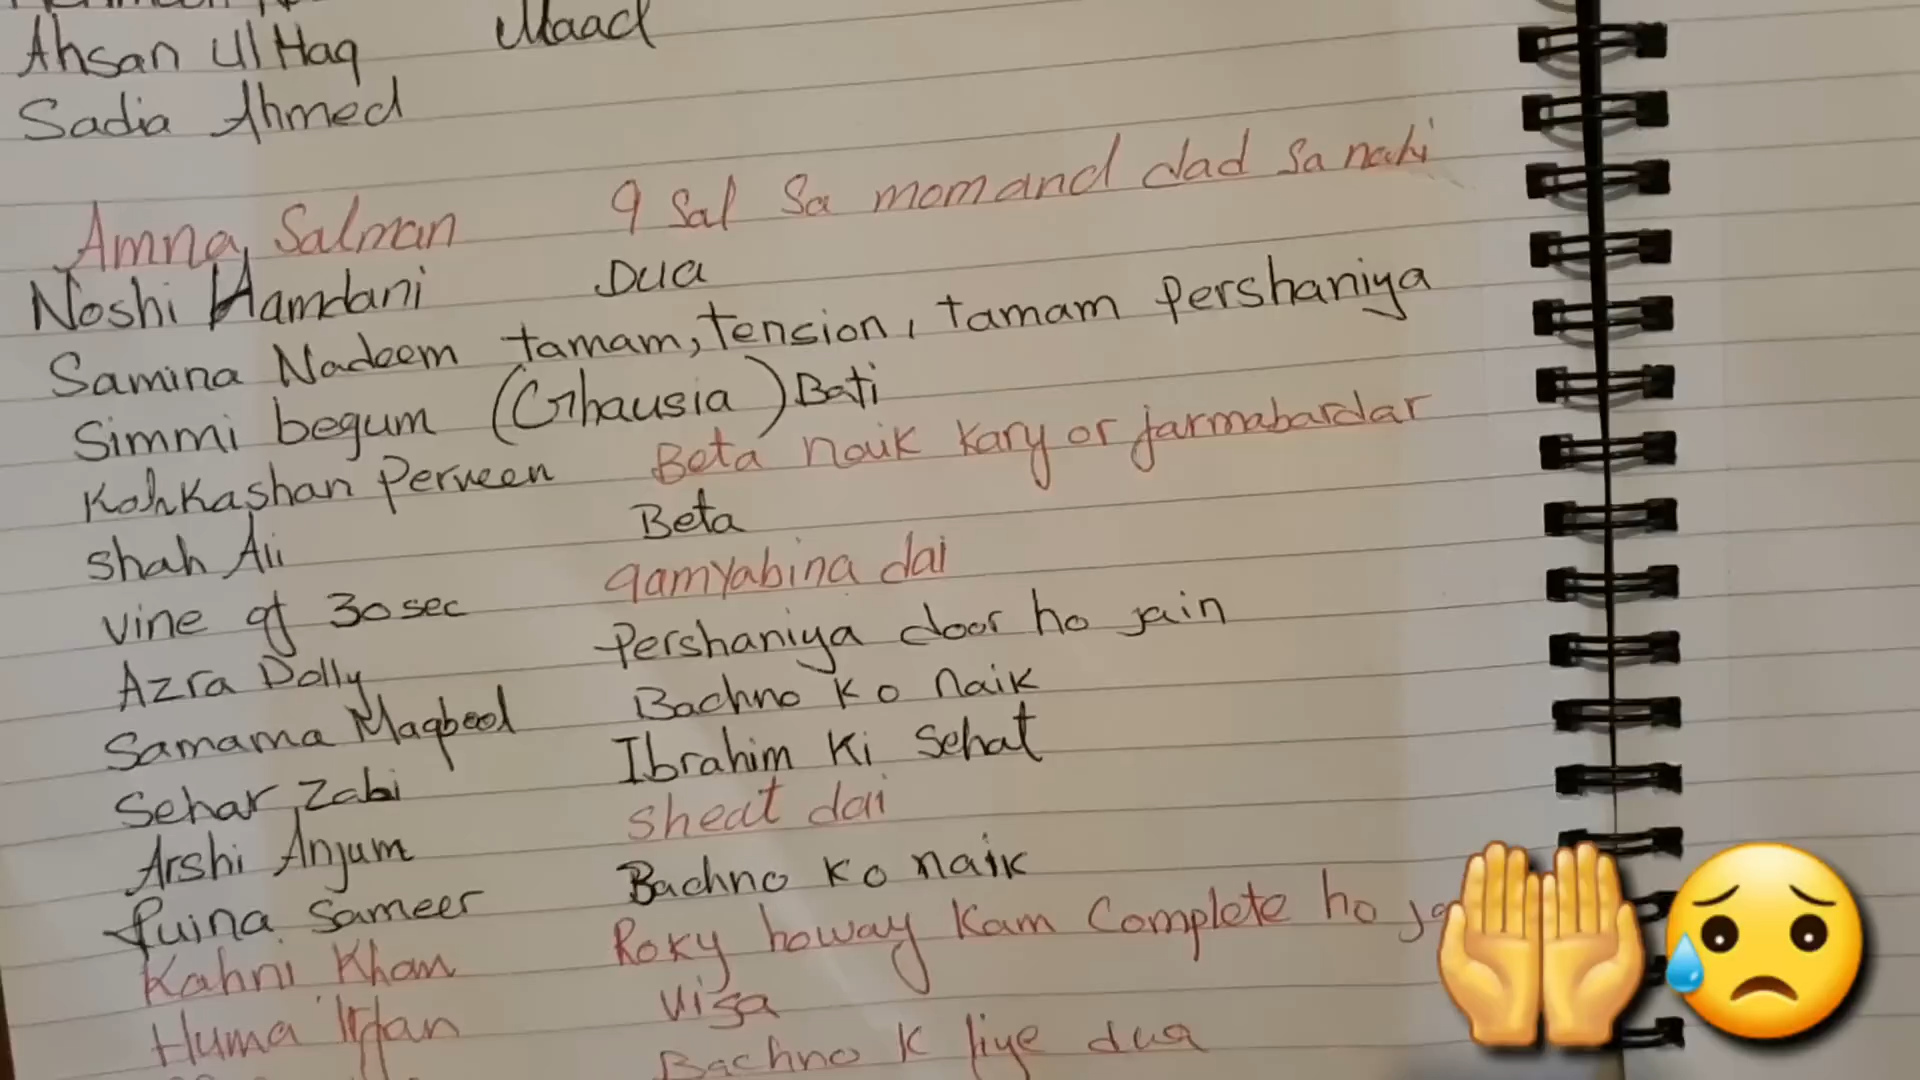 Ahsan ul Haq Maad
Sadia Ahmed
Amna Salman 9 Sal Sa mom and dad Sa nahi
Noshi Hamdani Dua
Samina Nadeem tamam, tension, tamam pershaniya
Simmi begum (Ghausia) Bati
KohKashan Perveen Beta naik kary or farmabardar
Shah Ali Beta
Vine of 30 sec qamyabina dai
Azra Dolly Pershaniya door ho jain
Samama Maqbool Bachno ko naik
Sehar Zabi Ibrahim Ki Sehat
Arshi Anjum sheat dai
fuina Sameer Bachno ko naik
Kahni Khan Roky howay Kam Complete ho
Huma Irfan Visa
Bachno k liye dua